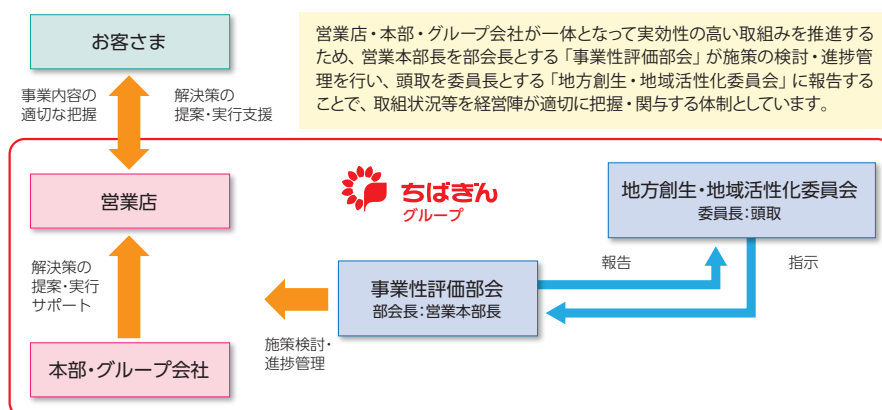 お客さま
営業店・本部・グループ会社が一体となって実効性の高い取組みを推進する
ため、営業本部長を部会長とする「事業性評価部会」が施策の検討・進捗管
理を行い、頭取を委員長とする「地方創生・地域活性化委員会」に報告する
ことで、取組状況等を経営陣が適切に把握・関与する体制としています。
事業内容の
適切な把握
解決策の
提案・実行支援
営業店
ちばぎん
グループ
地方創生・地域活性化委員会
委員長：頭取
解決策の
提案・実行
サポート
事業性評価部会
部会長：営業本部長
報告
指示
施策検討・
進捗管理
本部・グループ会社